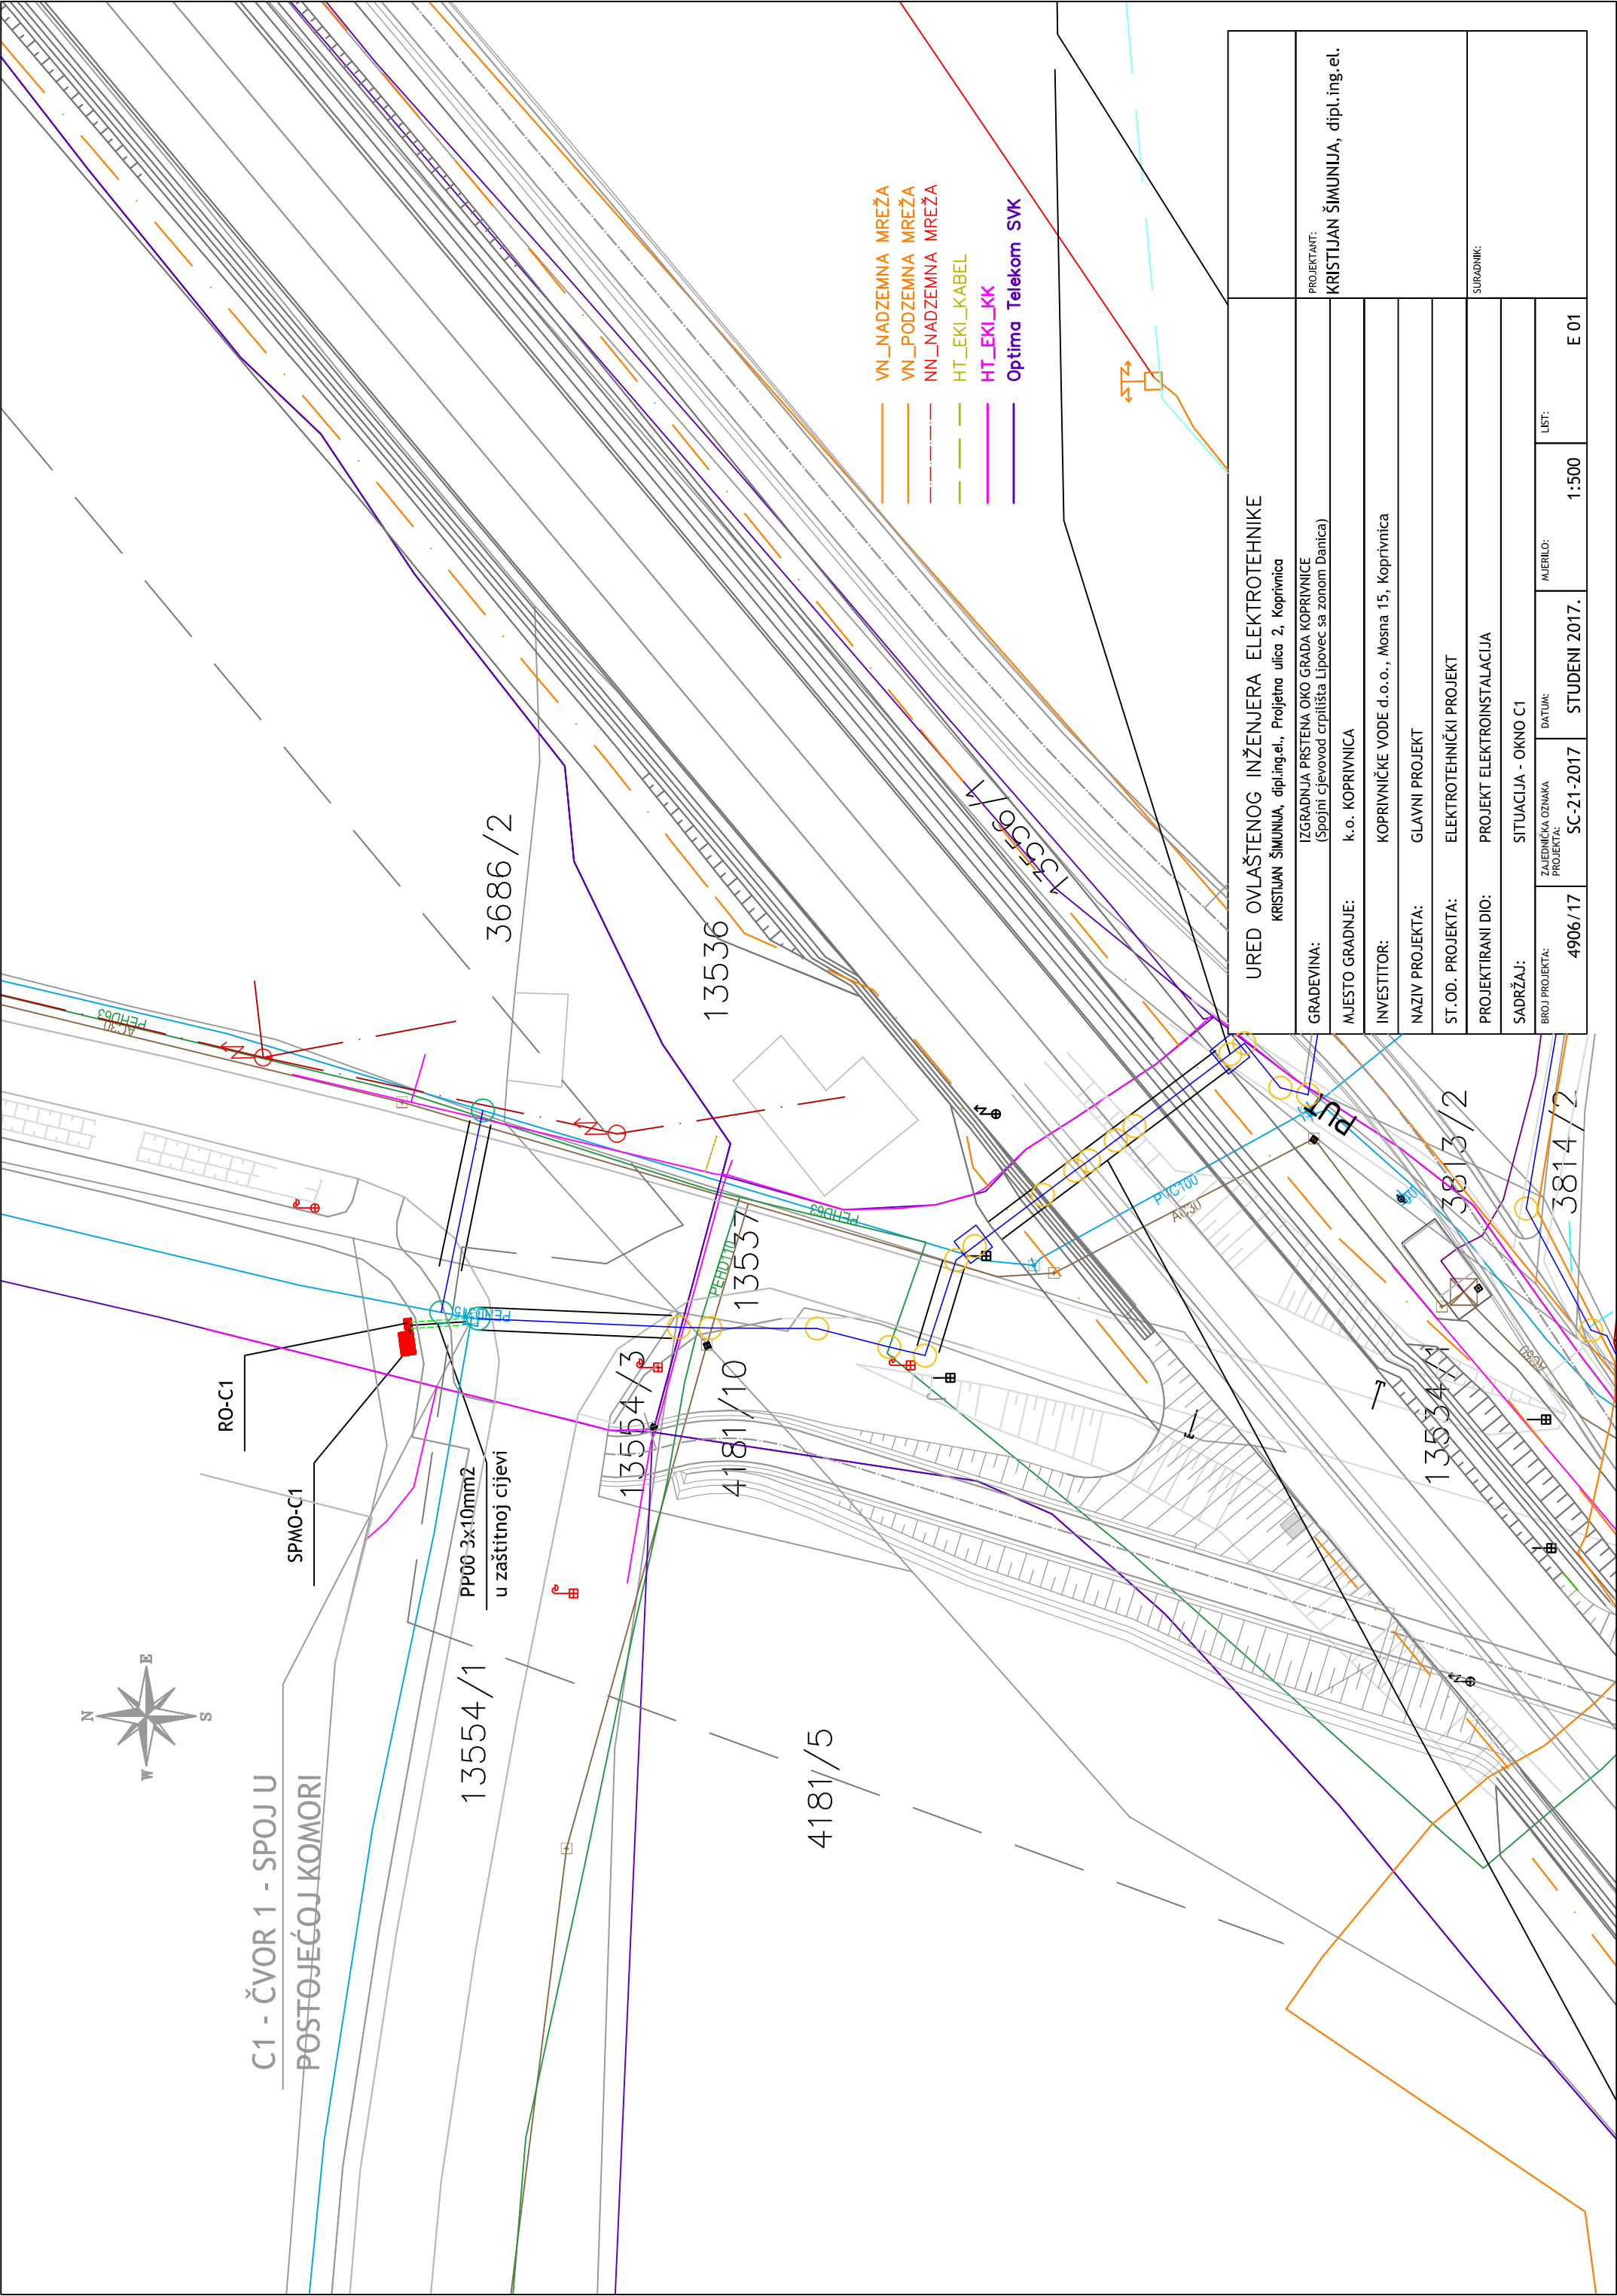 C1 - ČVOR 1 - SPOJ U
POSTOJEĆOJ KOMORI
N
E
S
W
RO-C1
SPMO-C1
PP00 3x10mm2
u zaštitnoj cijevi
PEHD63
AC30
PEHD315
PEHD110
PEHD63
PVC100
AC30
3686/2
13536
13536/1
13537
13554/3
4181/10
13554/1
4181/5
13534/1
3813/2
3814/2
PUT
VN_NADZEMNA MREŽA
VN_PODZEMNA MREŽA
NN_NADZEMNA MREŽA
HT_EKI_KABEL
HT_EKI_KK
Optima Telekom SVK
URED OVLAŠTENOG INŽENJERA ELEKTROTEHNIKE
KRISTIJAN ŠIMUNIJA, dipl.ing.el., Proljetna ulica 2, Koprivnica
GRAĐEVINA: IZGRADNJA PRSTENA OKO GRADA KOPRIVNICE
(Spojni cjevovod crpilišta Lipovec sa zonom Danica)
MJESTO GRADNJE: k.o. KOPRIVNICA
INVESTITOR: KOPRIVNIČKE VODE d.o.o., Mosna 15, Koprivnica
NAZIV PROJEKTA: GLAVNI PROJEKT
ST.OD. PROJEKTA: ELEKTROTEHNIČKI PROJEKT
PROJEKTIRANI DIO: PROJEKT ELEKTROINSTALACIJA
SADRŽAJ: SITUACIJA - OKNO C1
PROJEKTANT:
KRISTIJAN ŠIMUNIJA, dipl.ing.el.
SURADNIK:
BROJ PROJEKTA:
4906/17
ZAJEDNIČKA OZNAKA
PROJEKTA:
SC-21-2017
DATUM:
STUDENI 2017.
MJERILO:
1:500
LIST:
E 01